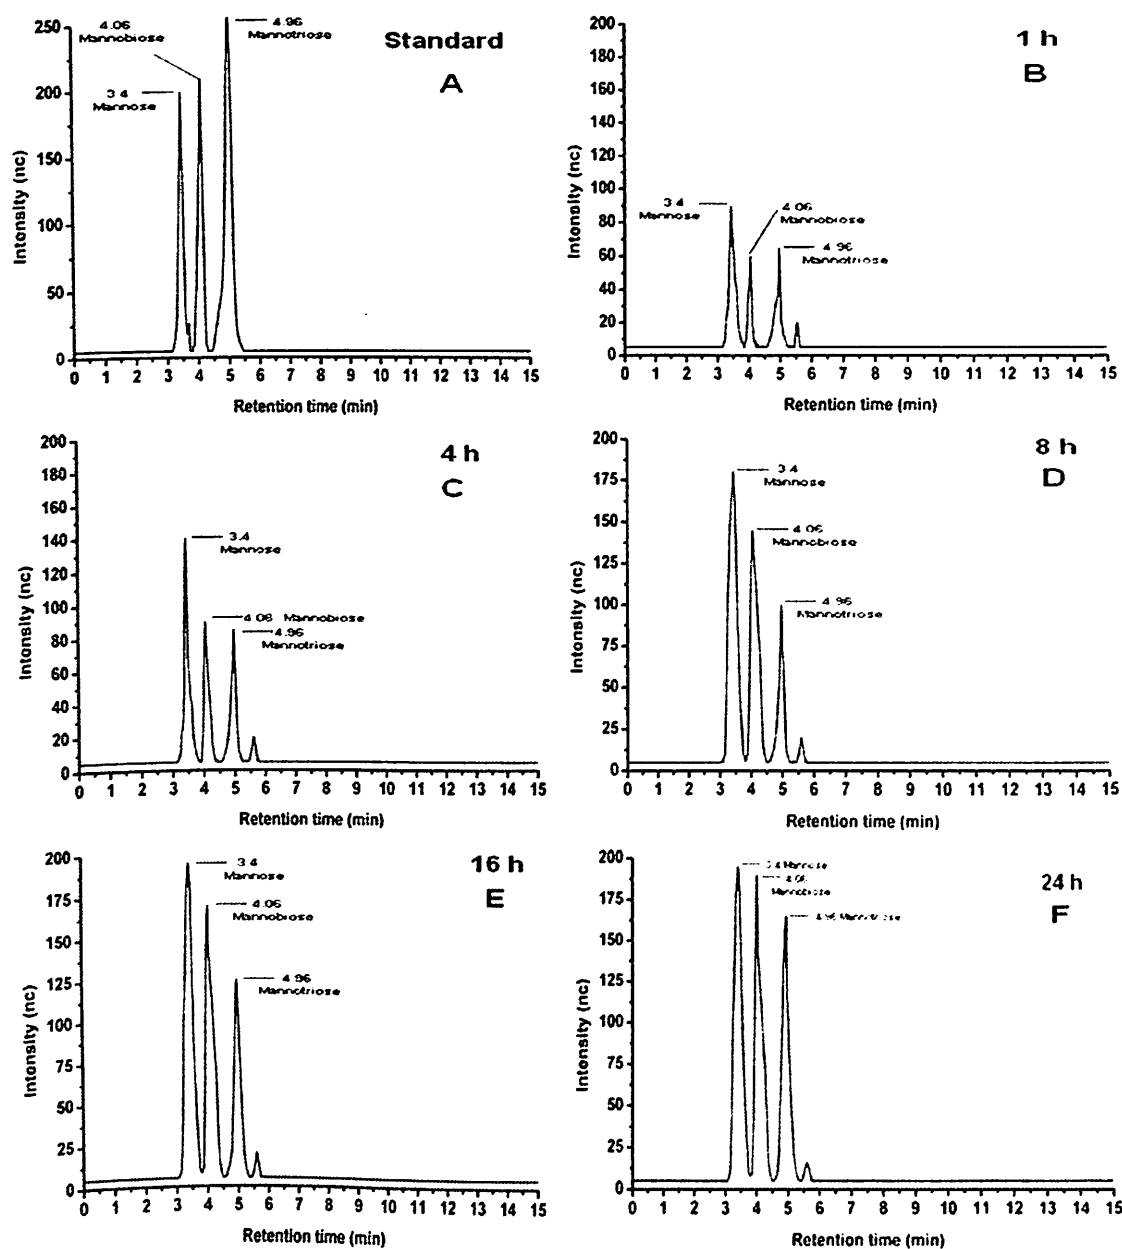 4.06
Mannobiose
4.96
Mannotriose
3.4
Mannose
Standard
A
250
200
150
100
50
0
Intensity (nc)
0 1 2 3 4 5 6 7 8 9 10 11 12 13 14 15
Retention time (min)
1 h
B
200
180
160
140
120
100
80
60
40
20
0
Intensity (nc)
3.4
Mannose
4.06
Mannobiose
4.96
Mannotriose
0 1 2 3 4 5 6 7 8 9 10 11 12 13 14 15
Retention time (min)
4 h
C
200
180
160
140
120
100
80
60
40
20
0
Intensity (nc)
3.4
Mannose
4.06 Mannobiose
4.96
Mannotriose
0 1 2 3 4 5 6 7 8 9 10 11 12 13 14 15
Retention time (min)
8 h
D
200
175
150
125
100
75
50
25
0
Intensity (nc)
3.4
Mannose
4.06
Mannobiose
4.96
Mannotriose
0 1 2 3 4 5 6 7 8 9 10 11 12 13 14 15
Retention time (min)
16 h
E
200
175
150
125
100
75
50
25
0
Intensity (nc)
3.4
Mannose
4.06
Mannobiose
4.96
Mannotriose
0 1 2 3 4 5 6 7 8 9 10 11 12 13 14 15
Retention time (min)
24 h
F
200
175
150
125
100
75
50
25
0
Intensity (nc)
3.4 Mannose
4.06
Mannobiose
4.96 Mannotriose
0 1 2 3 4 5 6 7 8 9 10 11 12 13 14 15
Retention time (min)